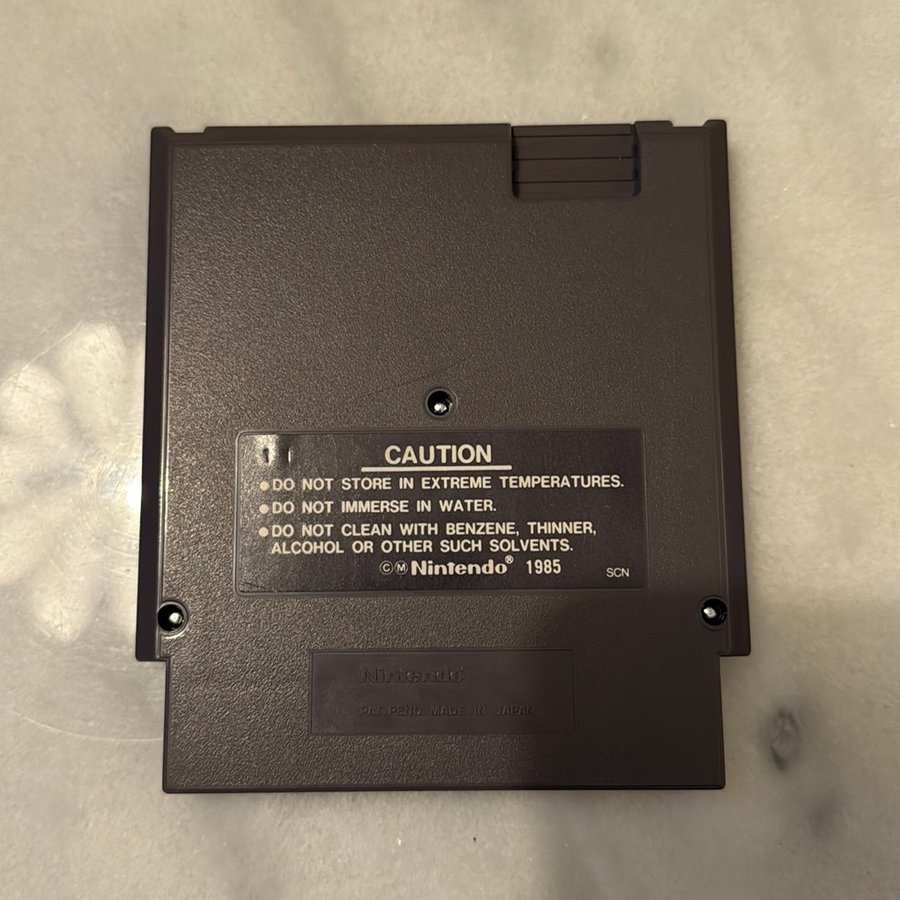 CAUTION
●DO NOT STORE IN EXTREME TEMPERATURES.
●DO NOT IMMERSE IN WATER.
●DO NOT CLEAN WITH BENZENE, THINNER,
ALCOHOL OR OTHER SUCH SOLVENTS.
ⒸⓂNintendo® 1985
SCN
Nintendo®
PAT. PEND. MADE IN JAPAN